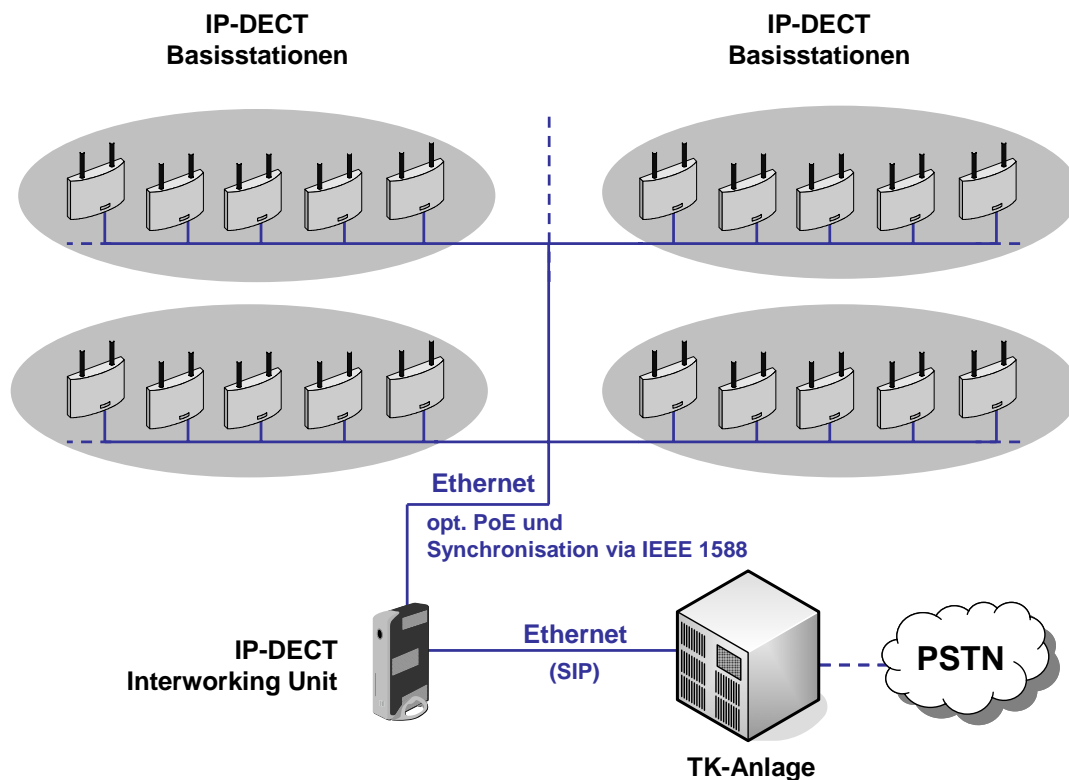 IP-DECT
Basisstationen
IP-DECT
Basisstationen
Ethernet
opt. PoE und
Synchronisation via IEEE 1588
IP-DECT
Interworking Unit
Ethernet
(SIP)
PSTN
TK-Anlage